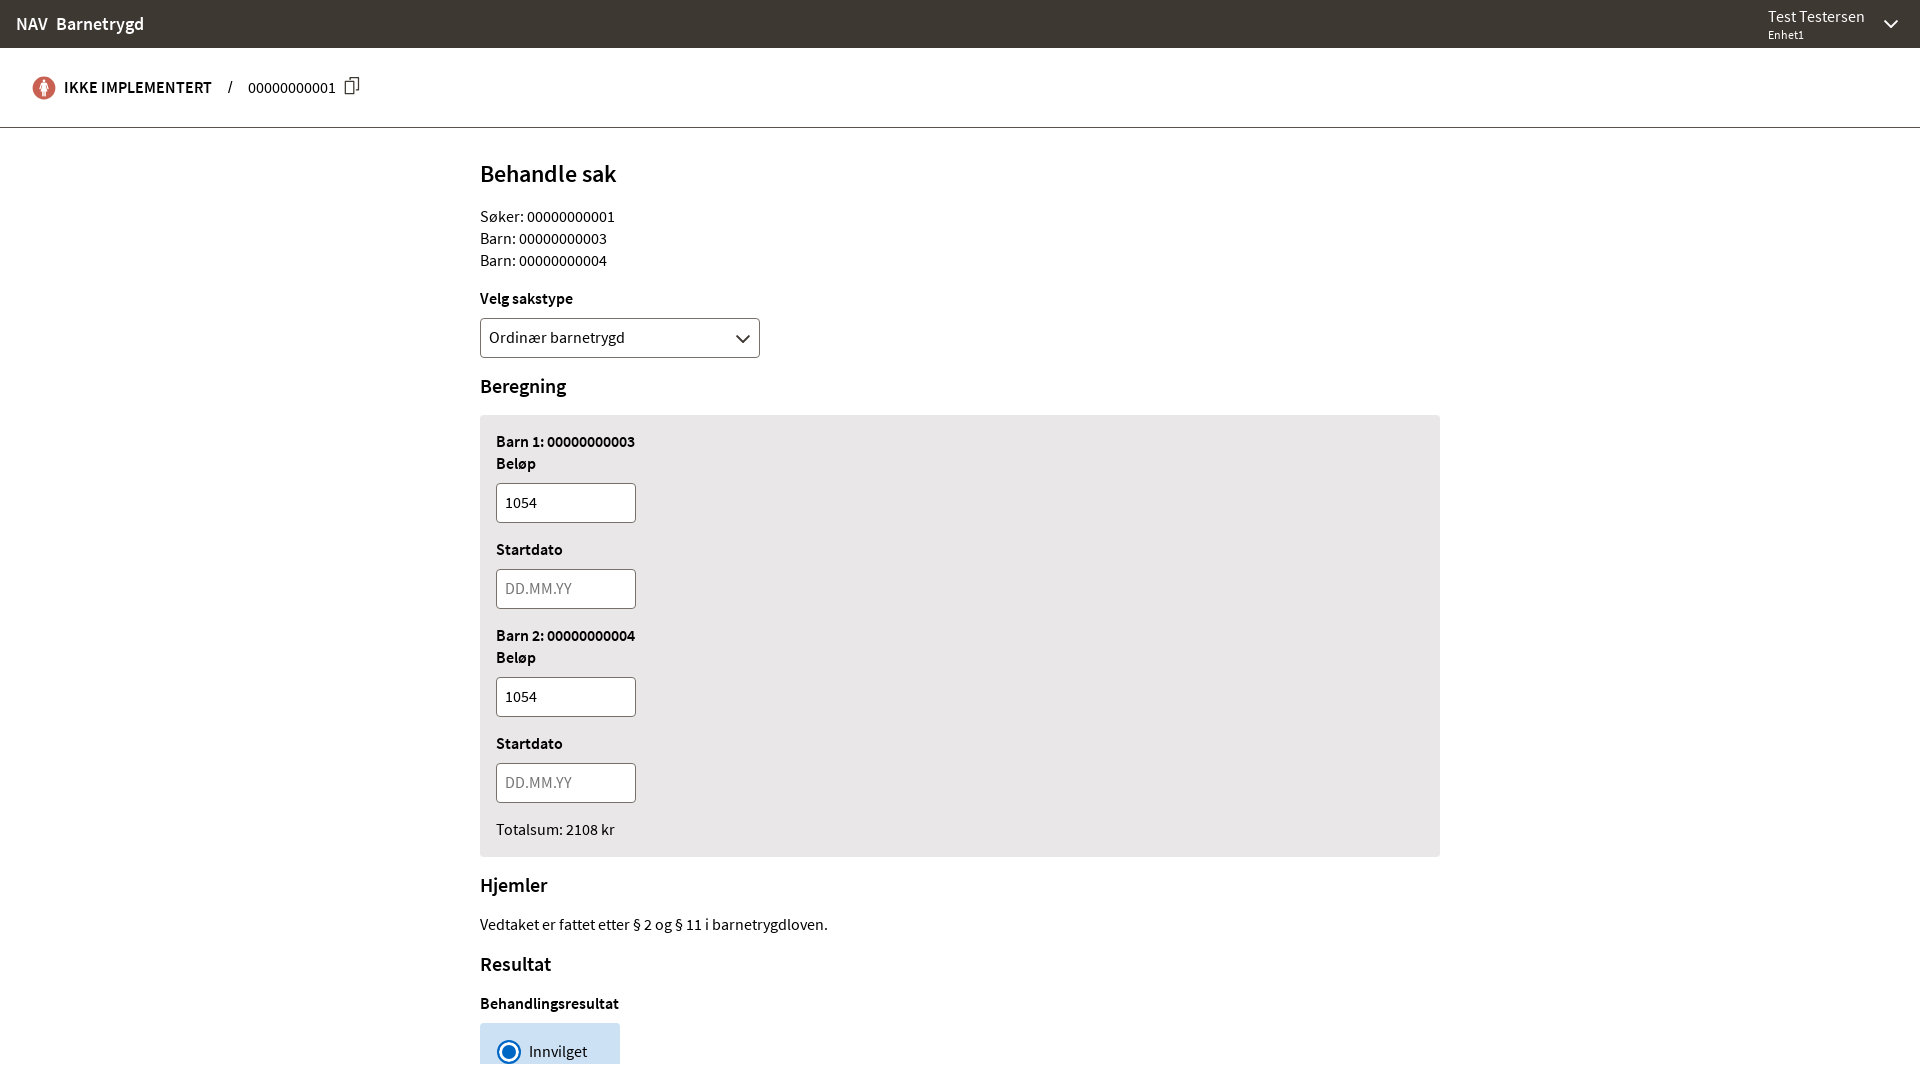 NAV Barnetrygd
Test Testersen
Enhet1
IKKE IMPLEMENTERT / 00000000001
Behandle sak
Søker: 00000000001
Barn: 00000000003
Barn: 00000000004
Velg sakstype
Ordinær barnetrygd
Beregning
Barn 1: 00000000003
Beløp
1054
Startdato
DD.MM.YY
Barn 2: 00000000004
Beløp
1054
Startdato
DD.MM.YY
Totalsum: 2108 kr
Hjemler
Vedtaket er fattet etter § 2 og § 11 i barnetrygdloven.
Resultat
Behandlingsresultat
Innvilget